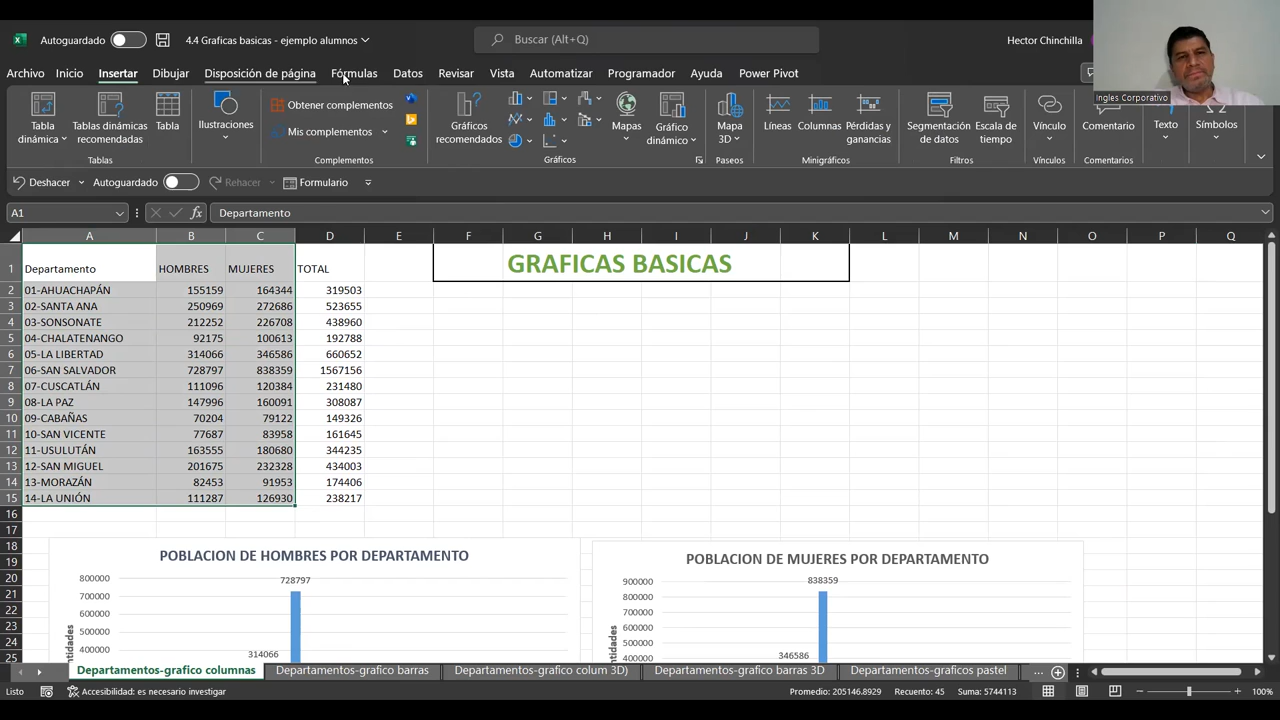 Autoguardado
4.4 Graficas basicas - ejemplo alumnos
Buscar (Alt+Q)
Hector Chinchilla
Ingles Corporativo
Archivo Inicio Insertar Dibujar Disposición de página Fórmulas Datos Revisar Vista Automatizar Programador Ayuda Power Pivot
Tabla dinámica
Tablas dinámicas recomendadas
Tabla
Ilustraciones
Obtener complementos
Mis complementos
Gráficos recomendados
Mapas
Gráfico dinámico
Mapa 3D
Líneas
Columnas
Pérdidas y ganancias
Segmentación de datos
Escala de tiempo
Vínculo
Comentario
Texto
Símbolos
Tablas Complementos Gráficos Paseos Minigráficos Filtros Vínculos Comentarios
Deshacer Autoguardado Rehacer Formulario
A1 fx Departamento
A B C D E F G H I J K L M N O P Q
1 Departamento HOMBRES MUJERES TOTAL GRAFICAS BASICAS
2 01-AHUACHAPÁN 155159 164344 319503
3 02-SANTA ANA 250969 272686 523655
4 03-SONSONATE 212252 226708 438960
5 04-CHALATENANGO 92175 100613 192788
6 05-LA LIBERTAD 314066 346586 660652
7 06-SAN SALVADOR 728797 838359 1567156
8 07-CUSCATLÁN 111096 120384 231480
9 08-LA PAZ 147996 160091 308087
10 09-CABAÑAS 70204 79122 149326
11 10-SAN VICENTE 77687 83958 161645
12 11-USULUTÁN 163555 180680 344235
13 12-SAN MIGUEL 201675 232328 434003
14 13-MORAZÁN 82453 91953 174406
15 14-LA UNIÓN 111287 126930 238217
16
17
18
19
20
21
22
23
24
25
POBLACION DE HOMBRES POR DEPARTAMENTO
800000
700000
600000
500000
400000
728797
314066
POBLACION DE MUJERES POR DEPARTAMENTO
900000
800000
700000
600000
500000
400000
838359
346586
Departamentos-grafico columnas Departamentos-grafico barras Departamentos-grafico colum 3D) Departamentos-grafico barras 3D Departamentos-graficos pastel ...
Listo Accesibilidad: es necesario investigar Promedio: 205146.8929 Recuento: 45 Suma: 5744113 100%